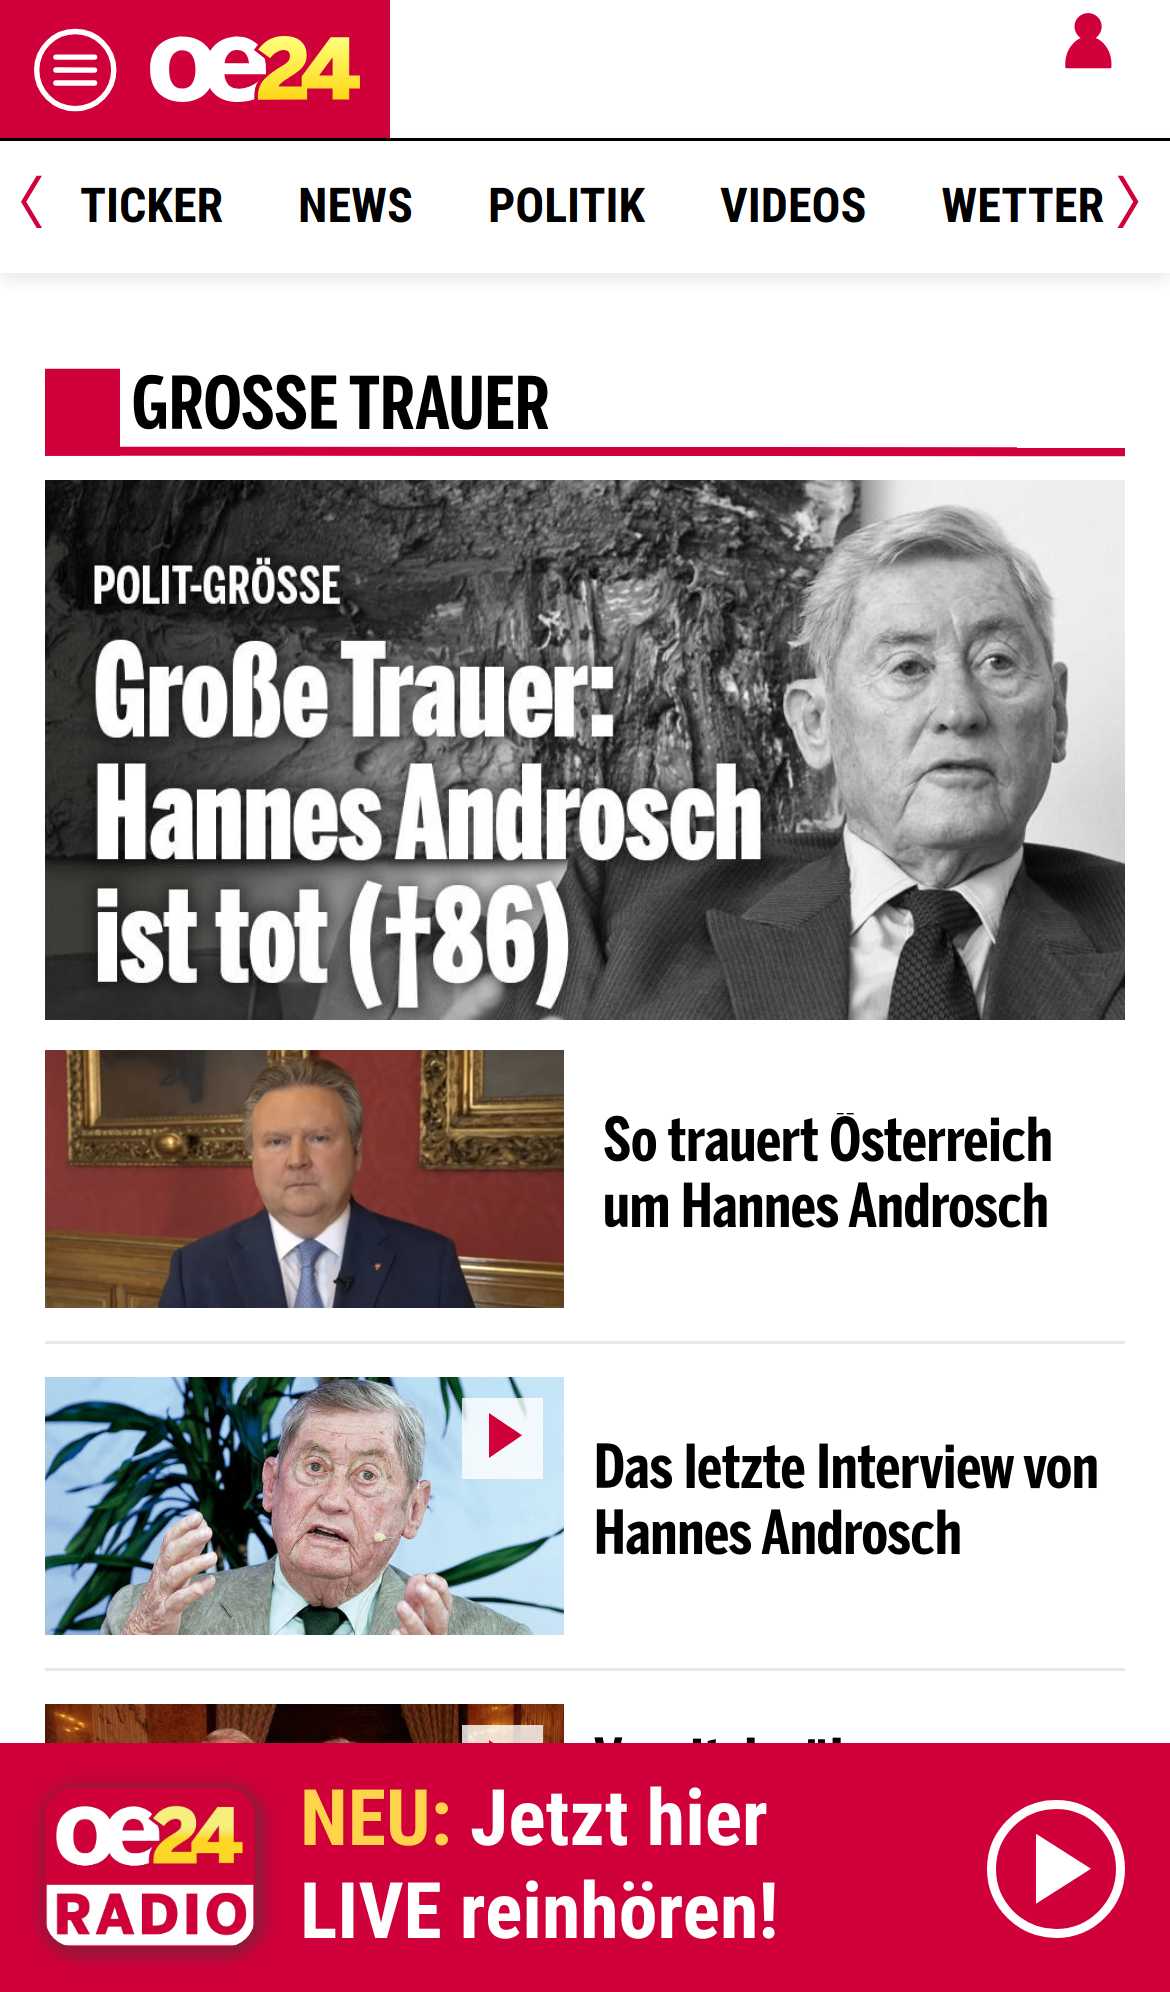 oe24
TICKER NEWS POLITIK VIDEOS WETTER
GROSSE TRAUER
POLIT-GRÖSSE
Große Trauer:
Hannes Androsch
ist tot (†86)
So trauert Österreich
um Hannes Androsch
Das letzte Interview von
Hannes Androsch
oe24
RADIO
NEU: Jetzt hier
LIVE reinhören!